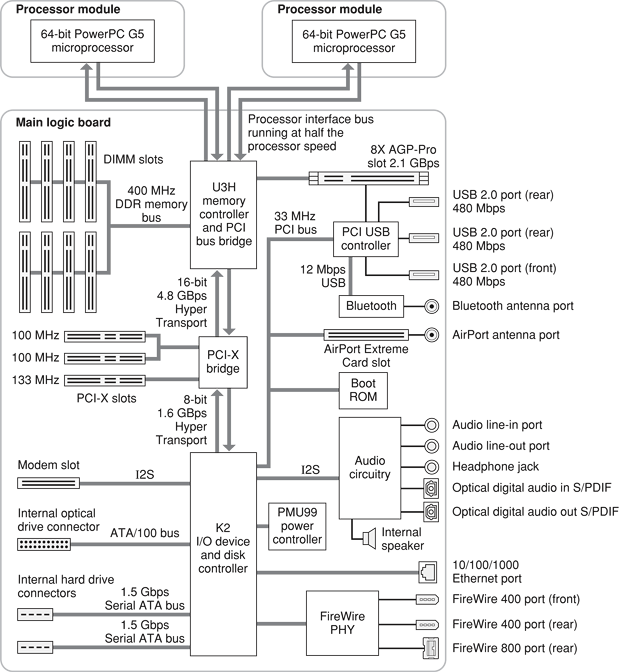 Processor module
64-bit PowerPC G5
microprocessor
Processor module
64-bit PowerPC G5
microprocessor
Main logic board
Processor interface bus
running at half the
processor speed
DIMM slots
8X AGP-Pro
slot 2.1 GBps
400 MHz
DDR memory
bus
U3H
memory
controller
and PCI
bus bridge
33 MHz
PCI bus
PCI USB
controller
USB 2.0 port (rear)
480 Mbps
USB 2.0 port (rear)
480 Mbps
USB 2.0 port (front)
480 Mbps
12 Mbps
USB
Bluetooth
Bluetooth antenna port
16-bit
4.8 GBps
Hyper
Transport
100 MHz
100 MHz
133 MHz
PCI-X slots
PCI-X
bridge
AirPort antenna port
AirPort Extreme
Card slot
Boot
ROM
8-bit
1.6 GBps
Hyper
Transport
Modem slot
I2S
I2S
Audio
circuitry
Audio line-in port
Audio line-out port
Headphone jack
Optical digital audio in S/PDIF
Optical digital audio out S/PDIF
Internal
speaker
Internal optical
drive connector
ATA/100 bus
K2
I/O device
and disk
controller
PMU99
power
controller
10/100/1000
Ethernet port
Internal hard drive
connectors
1.5 Gbps
Serial ATA bus
1.5 Gbps
Serial ATA bus
FireWire
PHY
FireWire 400 port (front)
FireWire 400 port (rear)
FireWire 800 port (rear)